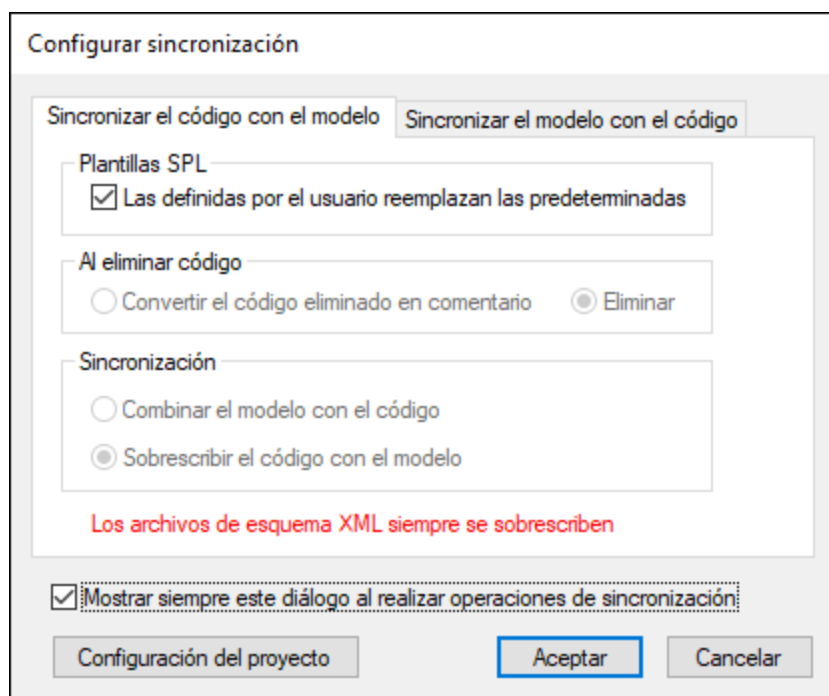 Configurar sincronización
Sincronizar el código con el modelo
Sincronizar el modelo con el código
Plantillas SPL
Las definidas por el usuario reemplazan las predeterminadas
Al eliminar código
Convertir el código eliminado en comentario
Eliminar
Sincronización
Combinar el modelo con el código
Sobrescribir el código con el modelo
Los archivos de esquema XML siempre se sobrescriben
Mostrar siempre este diálogo al realizar operaciones de sincronización
Configuración del proyecto
Aceptar
Cancelar